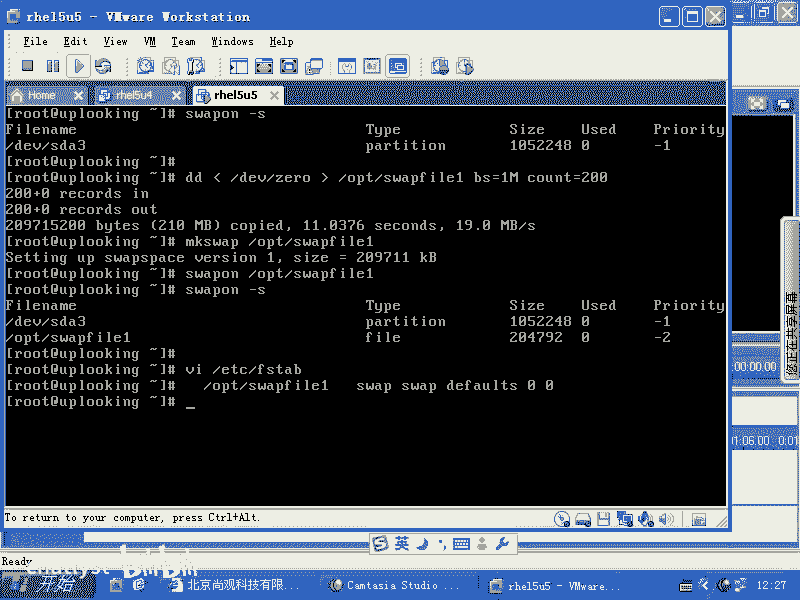 rhel5u5 - VMware Workstation
File Edit View VM Team Windows Help
Home rhel5u4 rhel5u5
[root@uplooking ~]# swapon -s
Filename Type Size Used Priority
/dev/sda3 partition 1052248 0 -1
[root@uplooking ~]#
[root@uplooking ~]# dd < /dev/zero > /opt/swapfile1 bs=1M count=200
200+0 records in
200+0 records out
209715200 bytes (210 MB) copied, 11.0376 seconds, 19.0 MB/s
[root@uplooking ~]# mkswap /opt/swapfile1
Setting up swapspace version 1, size = 209711 kB
[root@uplooking ~]# swapon /opt/swapfile1
[root@uplooking ~]# swapon -s
Filename Type Size Used Priority
/dev/sda3 partition 1052248 0 -1
/opt/swapfile1 file 204792 0 -2
[root@uplooking ~]#
[root@uplooking ~]# vi /etc/fstab
[root@uplooking ~]# /opt/swapfile1 swap swap defaults 0 0
[root@uplooking ~]# _
您正在共享屏幕
:00:00.00
To return to your computer, press Ctrl+Alt.
英
Ready
开始 北京尚观科技有限... Camtasia Studio ... rhel5u5 - VMware... 12:27